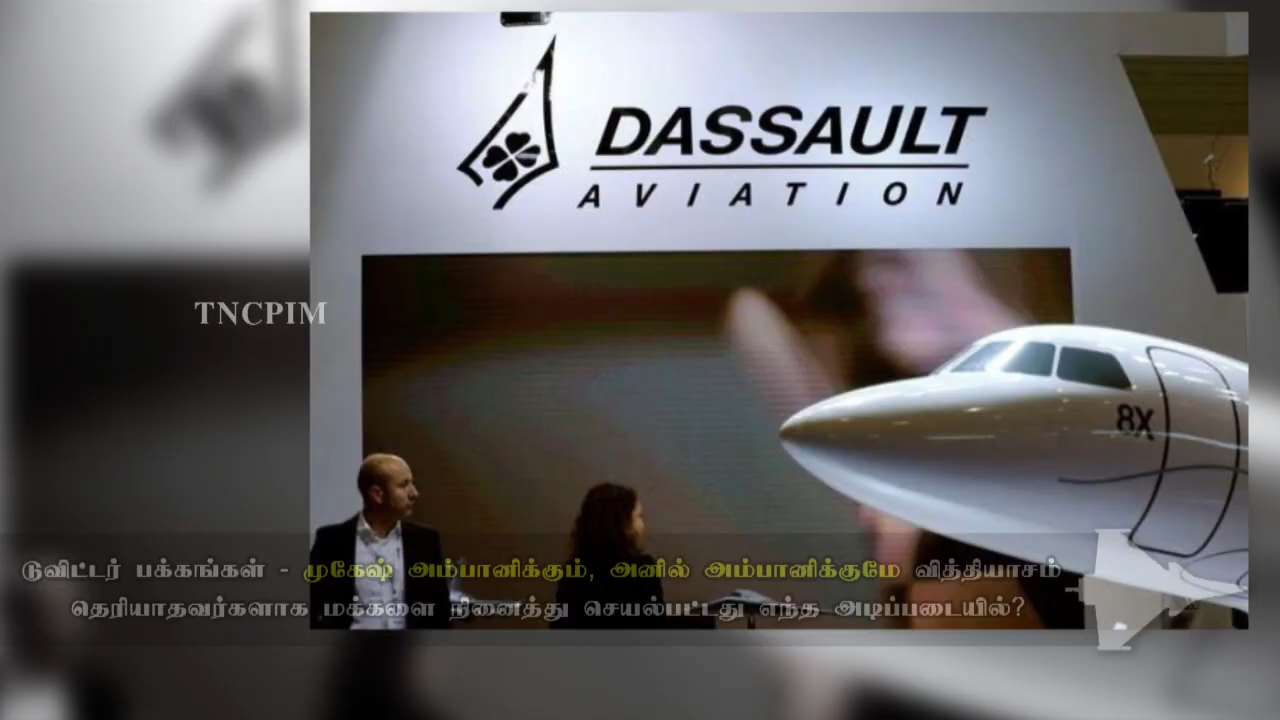 DASSAULT
AVIATION
TNCPIM
8X
டுவிட்டர் பக்கங்கள் - முகேஷ் அம்பானிக்கும், அனில் அம்பானிக்குமே வித்தியாசம்
தெரியாதவர்களாக மக்களை நினைத்து செயல்பட்டது எந்த அடிப்படையில்?